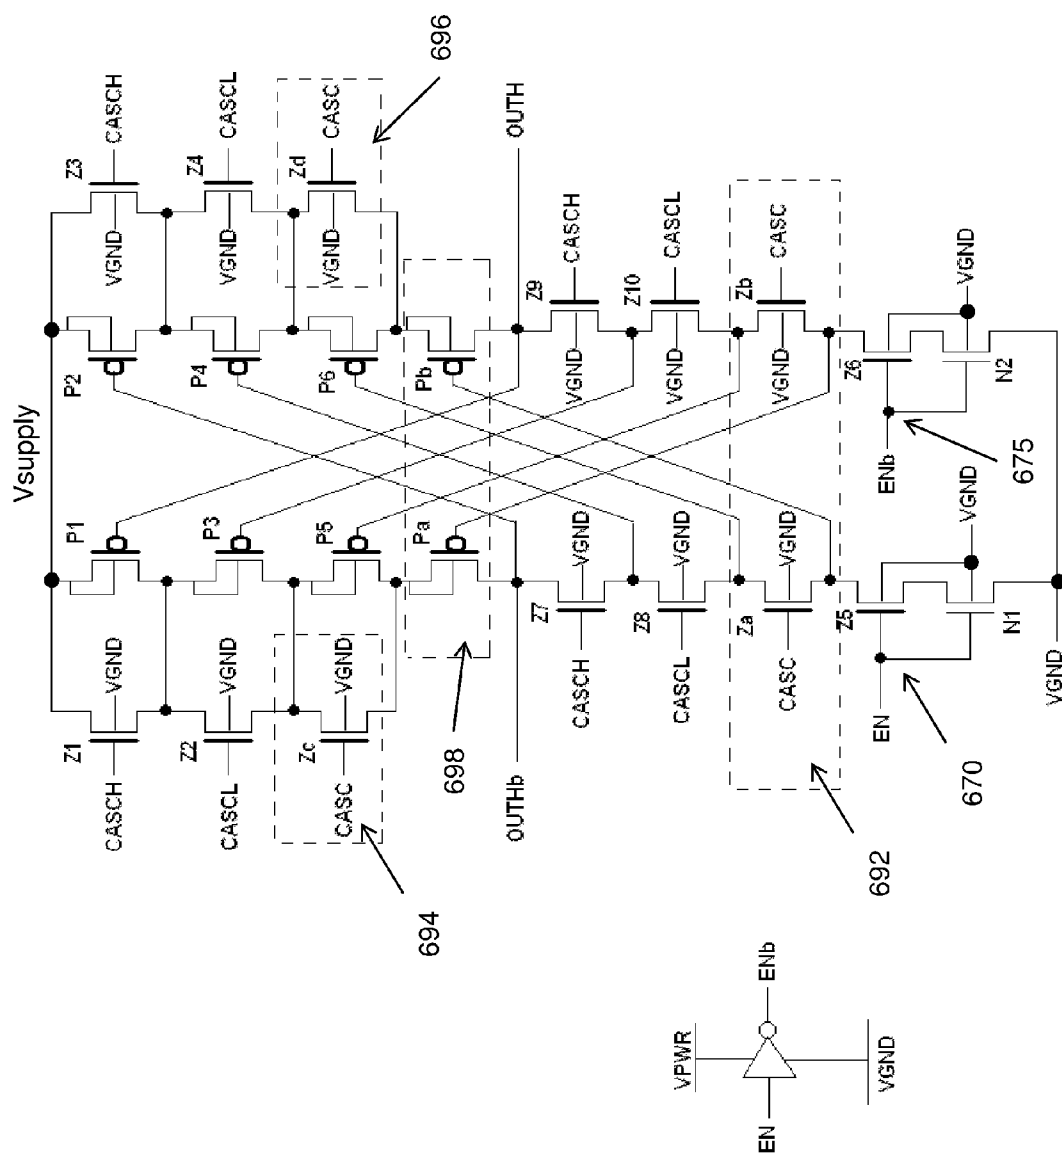 Vsupply
696
CASCH
Z1
VGND
P1
P2
VGND
Z3
CASCH
CASCL
Z2
VGND
P3
P4
VGND
Z4
CASCL
CASC
Zc
VGND
P5
P6
VGND
Zd
CASC
694
698
Pa
Pb
OUTHb
OUTH
CASCH
Z7
VGND
VGND
Z9
CASCH
CASCL
Z8
VGND
VGND
Z10
CASCL
CASC
Za
VGND
VGND
Zb
CASC
692
EN
Z5
VGND
ENb
Z6
VGND
670
N1
675
N2
VGND
VPWR
EN
ENb
VGND